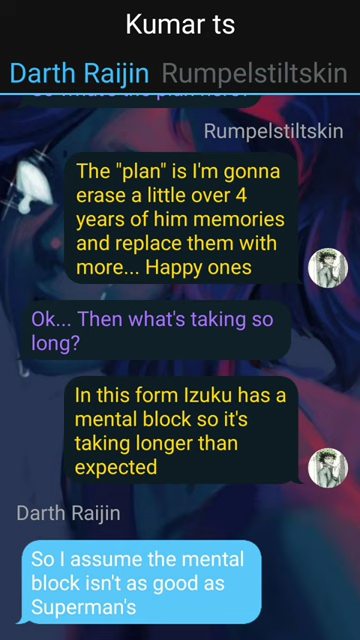 Kumar ts
Darth Raijin Rumpelstiltskin
Rumpelstiltskin
The "plan" is I'm gonna
erase a little over 4
years of him memories
and replace them with
more... Happy ones
Ok... Then what's taking so
long?
In this form Izuku has a
mental block so it's
taking longer than
expected
Darth Raijin
So I assume the mental
block isn't as good as
Superman's